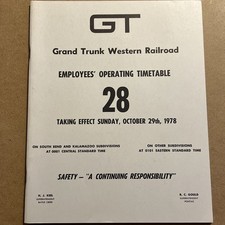 GT
Grand Trunk Western Railroad
EMPLOYEES' OPERATING TIMETABLE
28
TAKING EFFECT SUNDAY, OCTOBER 29th, 1978
ON SOUTH BEND AND KALAMAZOO SUBDIVISIONS
AT 0001 CENTRAL STANDARD TIME
ON OTHER SUBDIVISIONS
AT 0101 EASTERN STANDARD TIME
SAFETY - "A CONTINUING RESPONSIBILITY"